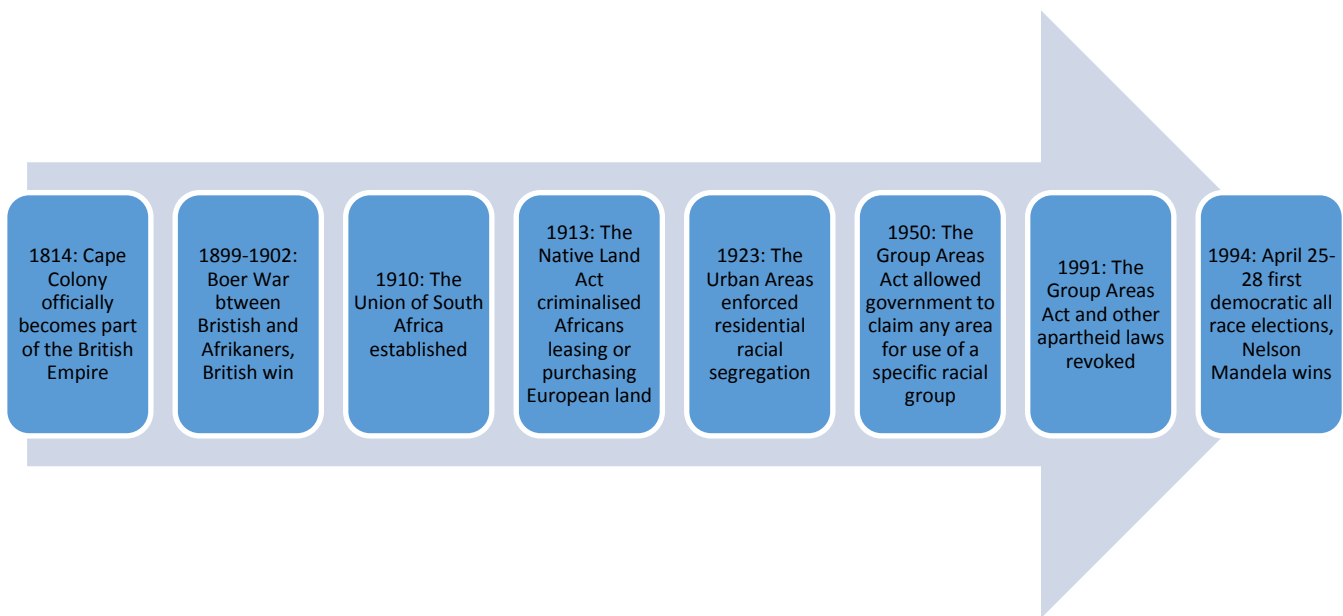 1814: Cape
Colony
officially
becomes part
of the British
Empire
1899-1902:
Boer War
btween
Bristish and
Afrikaners,
British win
1910: The
Union of South
Africa
established
1913: The
Native Land
Act
criminalised
Africans
leasing or
purchasing
European land
1923: The
Urban Areas
enforced
residential
racial
segregation
1950: The
Group Areas
Act allowed
government to
claim any area
for use of a
specific racial
group
1991: The
Group Areas
Act and other
apartheid laws
revoked
1994: April 25-
28 first
democratic all
race elections,
Nelson
Mandela wins